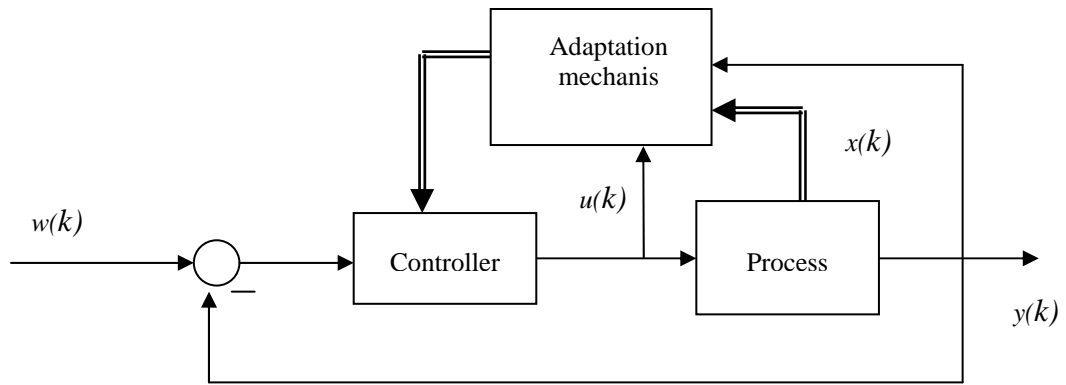 Adaptation
mechanis
x(k)
u(k)
w(k)
Controller
Process
y(k)